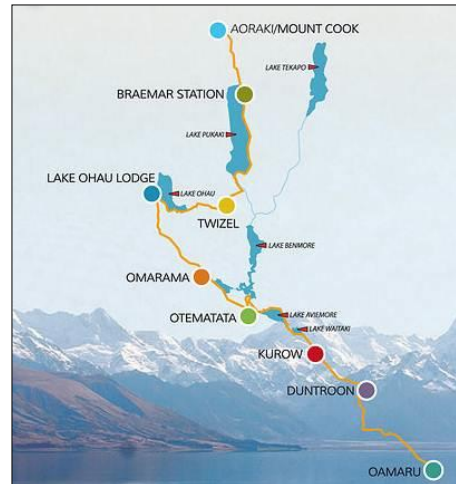 AORAKI/MOUNT COOK
LAKE TEKAPO
BRAEMAR STATION
LAKE PUKAKI
LAKE OHAU LODGE
LAKE OHAU
TWIZEL
LAKE BENMORE
OMARAMA
OTEMATATA
LAKE AVIEMORE
LAKE WAITAKI
KUROW
DUNTROON
OAMARU